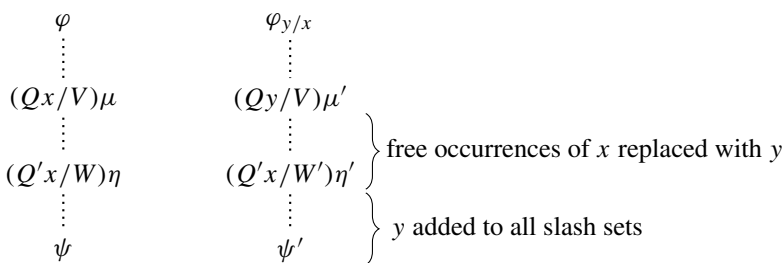 φ φ_{y/x}
(Qx/V)μ (Qy/V)μ′
free occurrences of x replaced with y
(Q′x/W)η (Q′x/W′)η′
y added to all slash sets
ψ ψ′